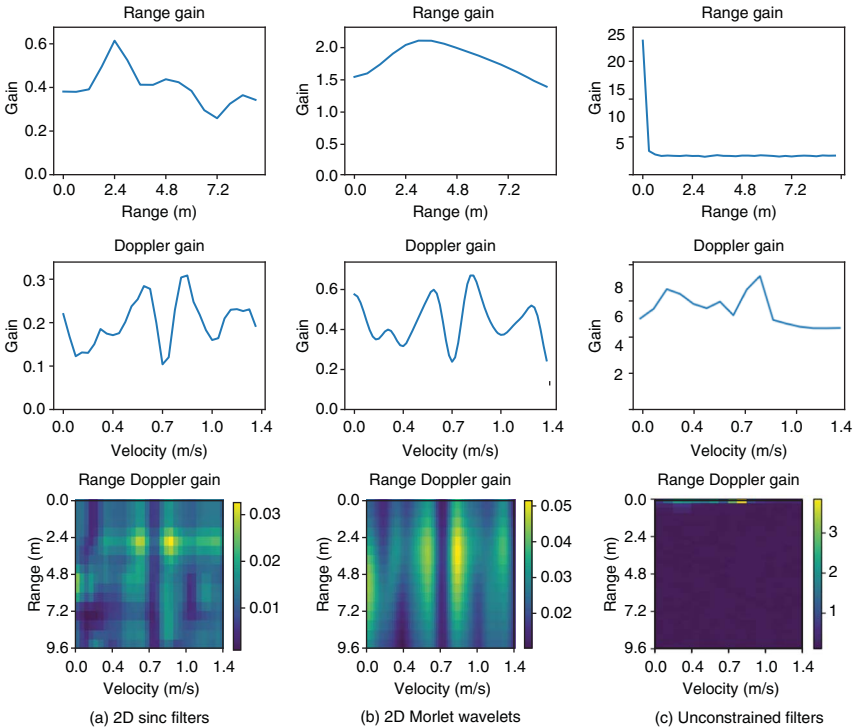 Range gain
Range gain
Range gain
Gain
0.6
0.4
0.2
0.0
0.0 2.4 4.8 7.2
Range (m)
Gain
2.0
1.5
1.0
0.5
0.0
0.0 2.4 4.8 7.2
Range (m)
Gain
25
20
15
10
5
0.0 2.4 4.8 7.2
Range (m)
Doppler gain
Doppler gain
Doppler gain
Gain
0.3
0.2
0.1
0.0
0.0 0.4 0.7 1.0 1.4
Velocity (m/s)
Gain
0.6
0.4
0.2
0.0
0.0 0.4 0.7 1.0 1.4
Velocity (m/s)
Gain
8
6
4
2
0.0 0.4 0.7 1.0 1.4
Velocity (m/s)
Range Doppler gain
Range Doppler gain
Range Doppler gain
Range (m)
0.0
2.4
4.8
7.2
9.6
0.0 0.4 0.7 1.0 1.4
Velocity (m/s)
0.03
0.02
0.01
Range (m)
0.0
2.4
4.8
7.2
9.6
0.0 0.4 0.7 1.0 1.4
Velocity (m/s)
0.05
0.04
0.03
0.02
Range (m)
0.0
2.4
4.8
7.2
9.6
0.0 0.4 0.7 1.0 1.4
Velocity (m/s)
3
2
1
(a) 2D sinc filters
(b) 2D Morlet wavelets
(c) Unconstrained filters